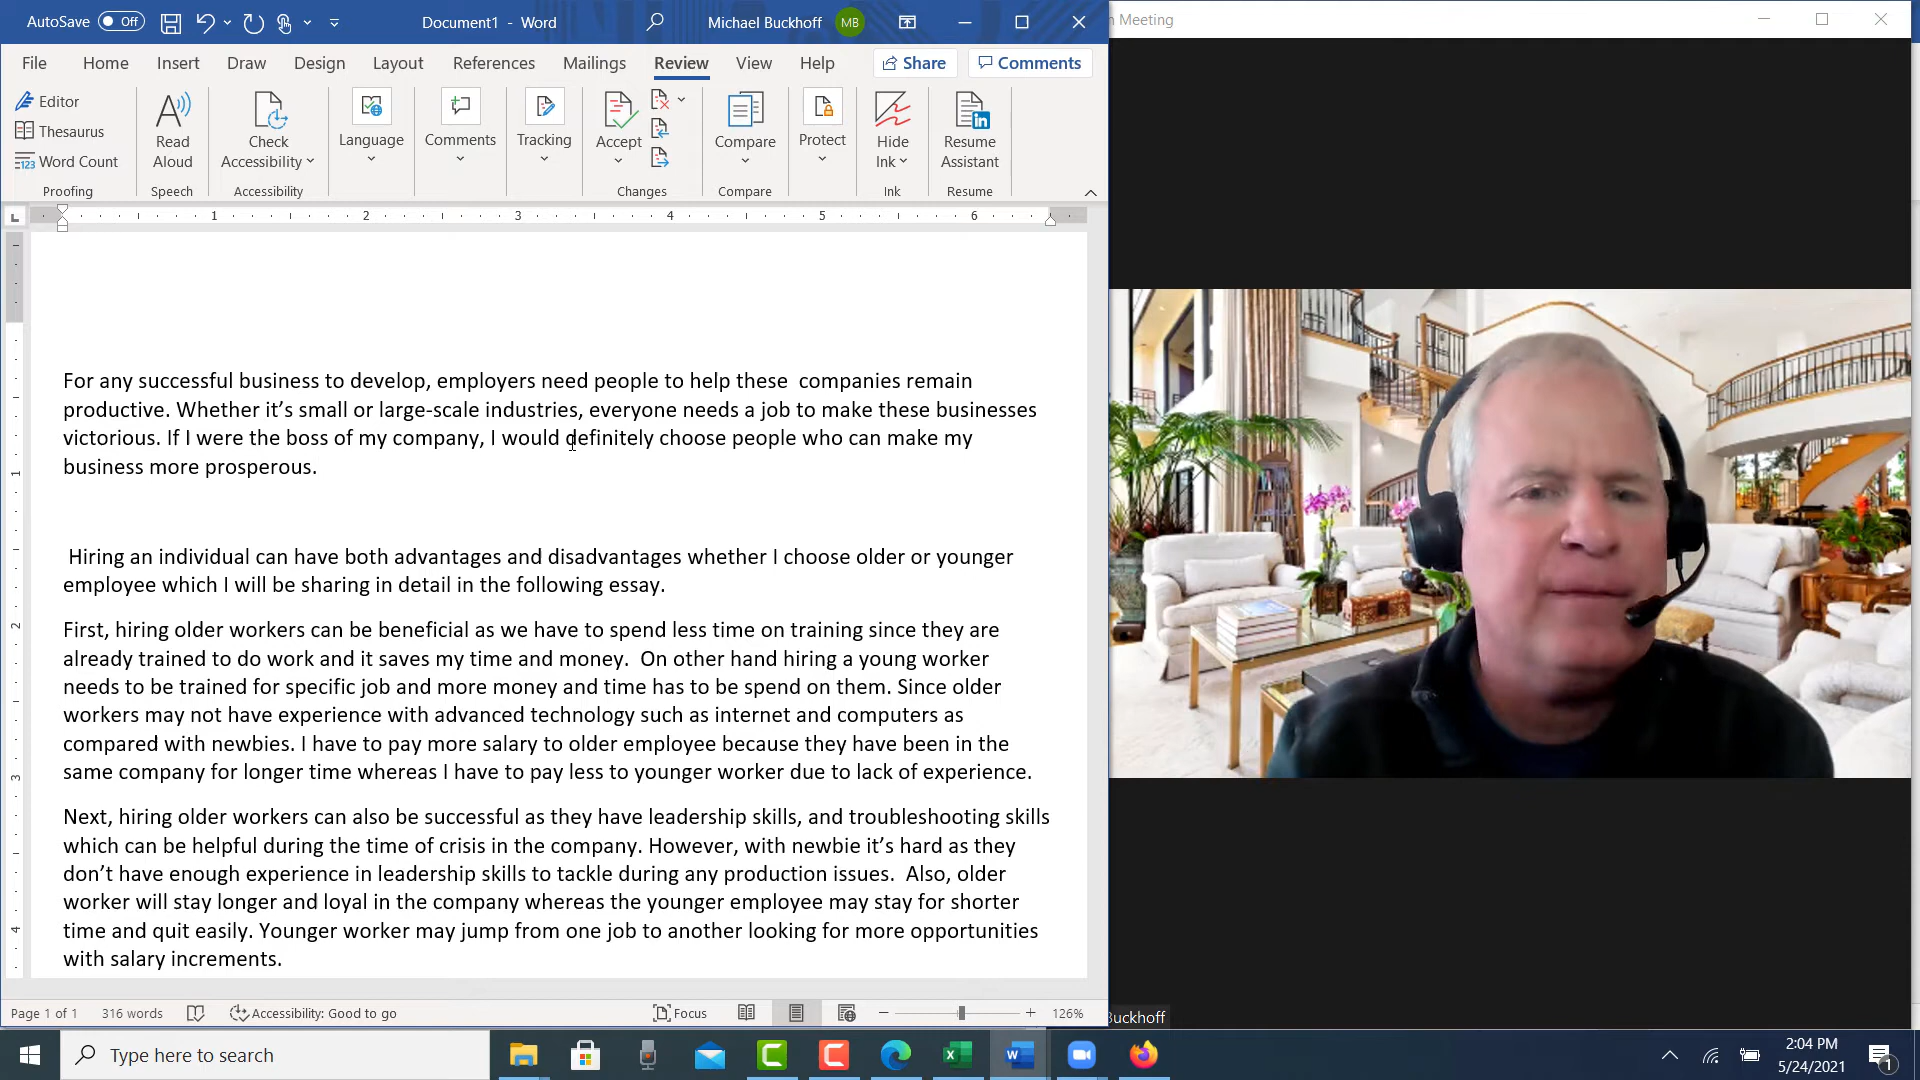 AutoSave Off Document1 - Word Michael Buckhoff MB
Meeting
File Home Insert Draw Design Layout References Mailings Review View Help Share Comments
Editor
Thesaurus
123 Word Count
Proofing
Read
Aloud
Speech
Check
Accessibility
Accessibility
Language
Comments
Tracking
Accept
Changes
Compare
Compare
Protect
Hide
Ink
Ink
Resume
Assistant
Resume
1 2 3 4 5 6
For any successful business to develop, employers need people to help these  companies remain
productive. Whether it’s small or large-scale industries, everyone needs a job to make these businesses
victorious. If I were the boss of my company, I would definitely choose people who can make my
business more prosperous.
Hiring an individual can have both advantages and disadvantages whether I choose older or younger
employee which I will be sharing in detail in the following essay.
First, hiring older workers can be beneficial as we have to spend less time on training since they are
already trained to do work and it saves my time and money.  On other hand hiring a young worker
needs to be trained for specific job and more money and time has to be spend on them. Since older
workers may not have experience with advanced technology such as internet and computers as
compared with newbies. I have to pay more salary to older employee because they have been in the
same company for longer time whereas I have to pay less to younger worker due to lack of experience.
Next, hiring older workers can also be successful as they have leadership skills, and troubleshooting skills
which can be helpful during the time of crisis in the company. However, with newbie it’s hard as they
don’t have enough experience in leadership skills to tackle during any production issues.  Also, older
worker will stay longer and loyal in the company whereas the younger employee may stay for shorter
time and quit easily. Younger worker may jump from one job to another looking for more opportunities
with salary increments.
1
2
3
4
Page 1 of 1 316 words Accessibility: Good to go Focus 126%
Buckhoff
Type here to search
2:04 PM
5/24/2021
1